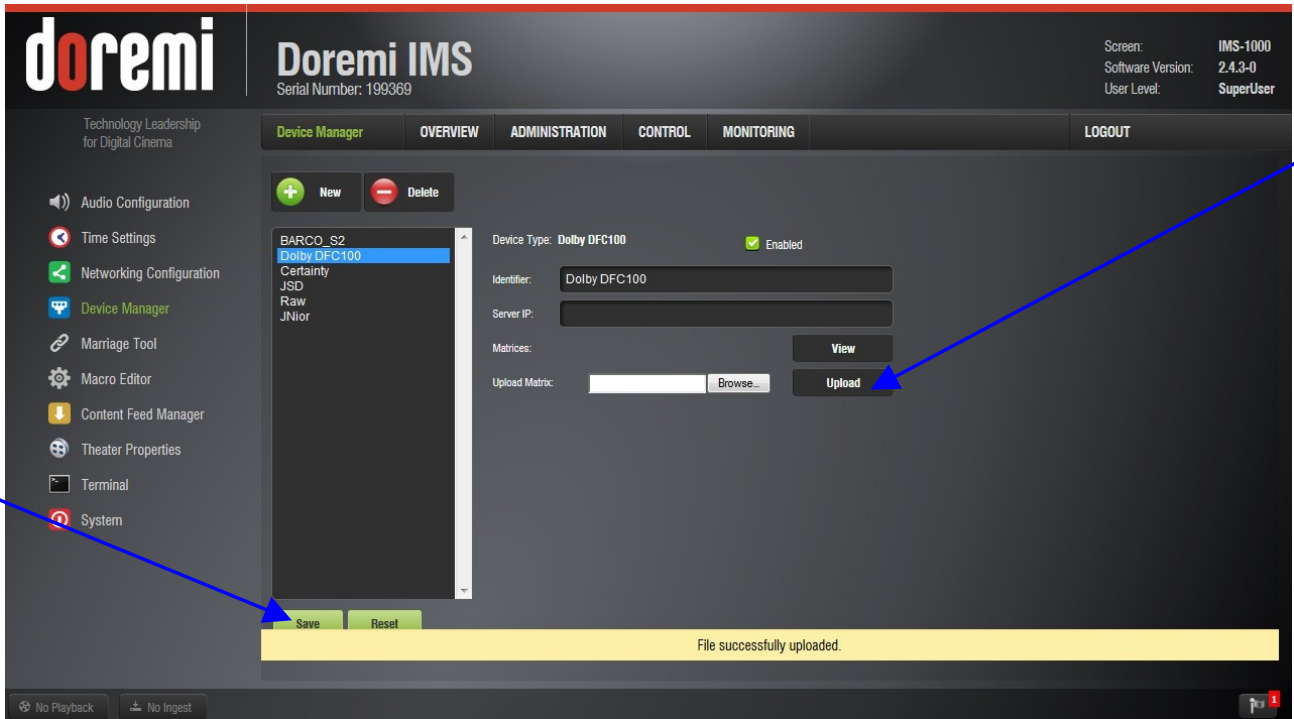 doremi
Technology Leadership
for Digital Cinema
Doremi IMS
Serial Number: 199369
Screen: IMS-1000
Software Version: 2.4.3-0
User Level: SuperUser
Device Manager OVERVIEW ADMINISTRATION CONTROL MONITORING LOGOUT
Audio Configuration
Time Settings
Networking Configuration
Device Manager
Marriage Tool
Macro Editor
Content Feed Manager
Theater Properties
Terminal
System
New Delete
BARCO_S2
Dolby DFC100
Certainty
JSD
Raw
JNior
Device Type: Dolby DFC100 Enabled
Identifier: Dolby DFC100
Server IP:
Matrices: View
Upload Matrix: Browse... Upload
Save Reset
File successfully uploaded.
No Playback No Ingest 1